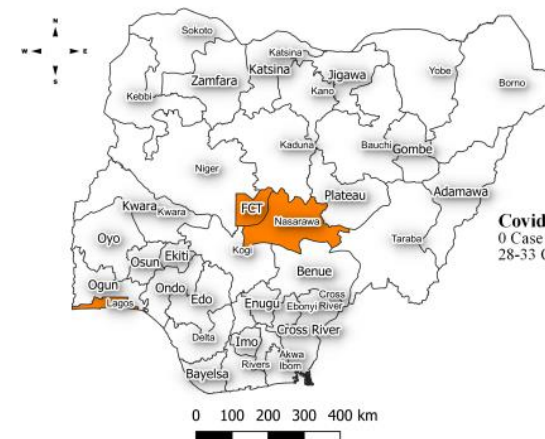 N
W E
S
Sokoto
Katsina
Zamfara
Katsina
Jigawa
Yobe
Borno
Kebbi
Kano
Kaduna
Bauchi
Gombe
Niger
Adamawa
FCT
Plateau
Nasarawa
Kwara
Kwara
Taraba
Covid
0 Case
28-33
Oyo
Kogi
Osun
Ekiti
Benue
Ogun
Lagos
Ondo
Edo
Enugu
Ebonyi
Cross
River
Cross River
Delta
Imo
Akwa
Ibom
Rivers
Bayelsa
0 100 200 300 400 km